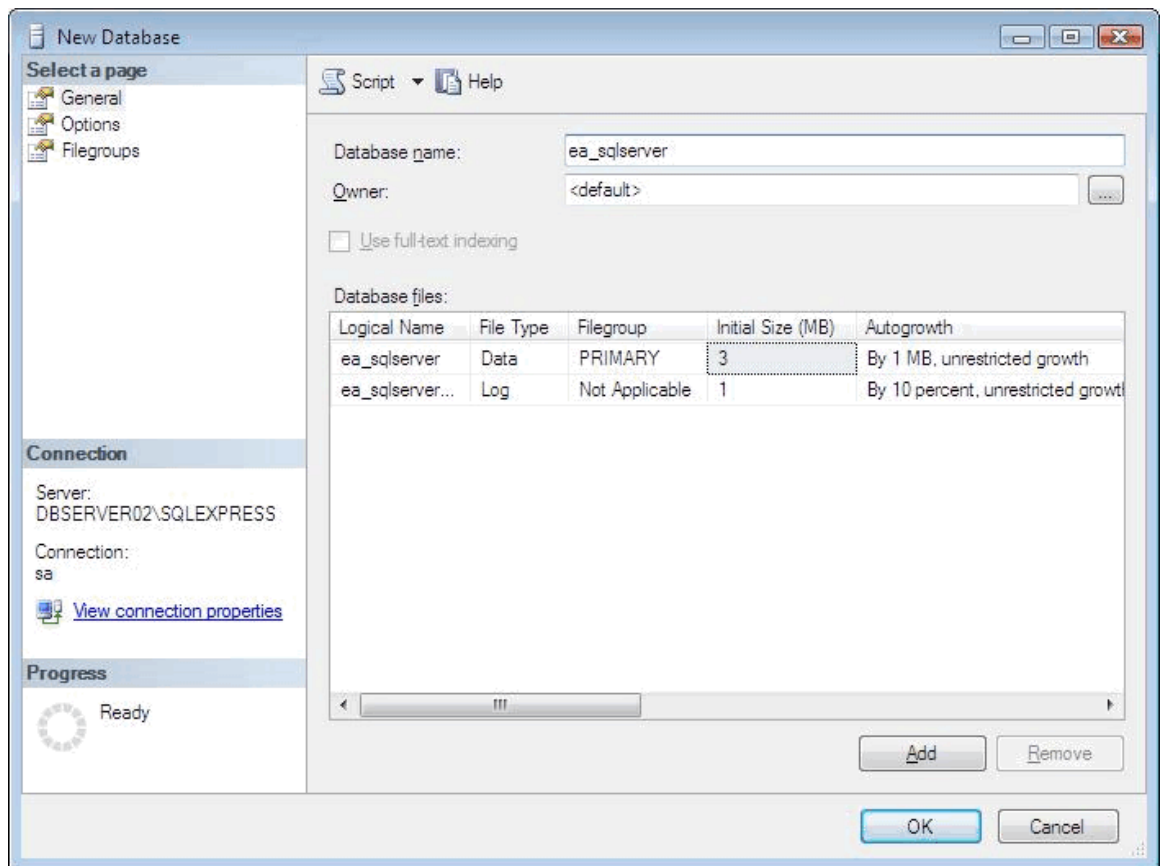 New Database
Select a page
General
Options
Filegroups
Script
Help
Database name:
ea_sqlserver
Owner:
<default>
...
Use full-text indexing
Database files:
Logical Name File Type Filegroup Initial Size (MB) Autogrowth
ea_sqlserver Data PRIMARY 3 By 1 MB, unrestricted growth
ea_sqlserver... Log Not Applicable 1 By 10 percent, unrestricted growth
Connection
Server:
DBSERVER02\SQLEXPRESS
Connection:
sa
View connection properties
Progress
Ready
Add Remove
OK Cancel